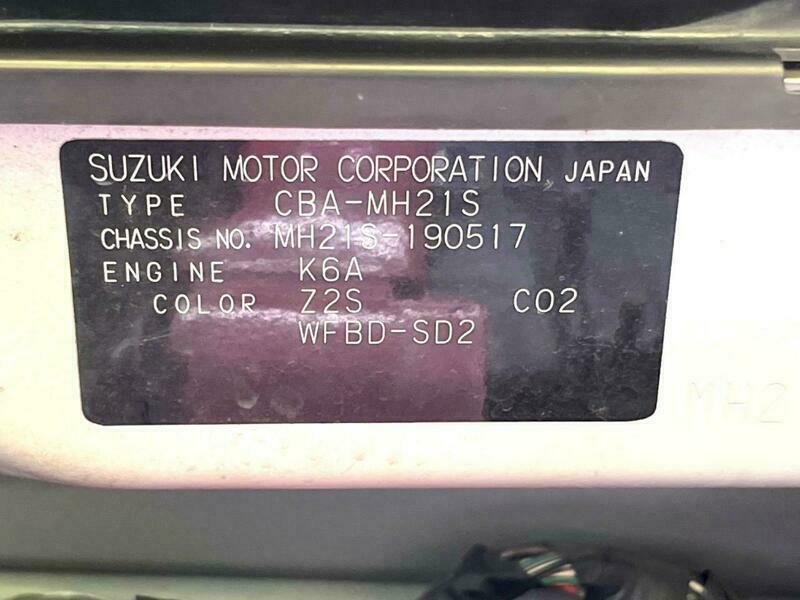 SUZUKI MOTOR CORPORATION, JAPAN
TYPE CBA-MH21S
CHASSIS NO. MH21S-190517
ENGINE K6A
COLOR Z2S C02
WFBD-SD2
MH2